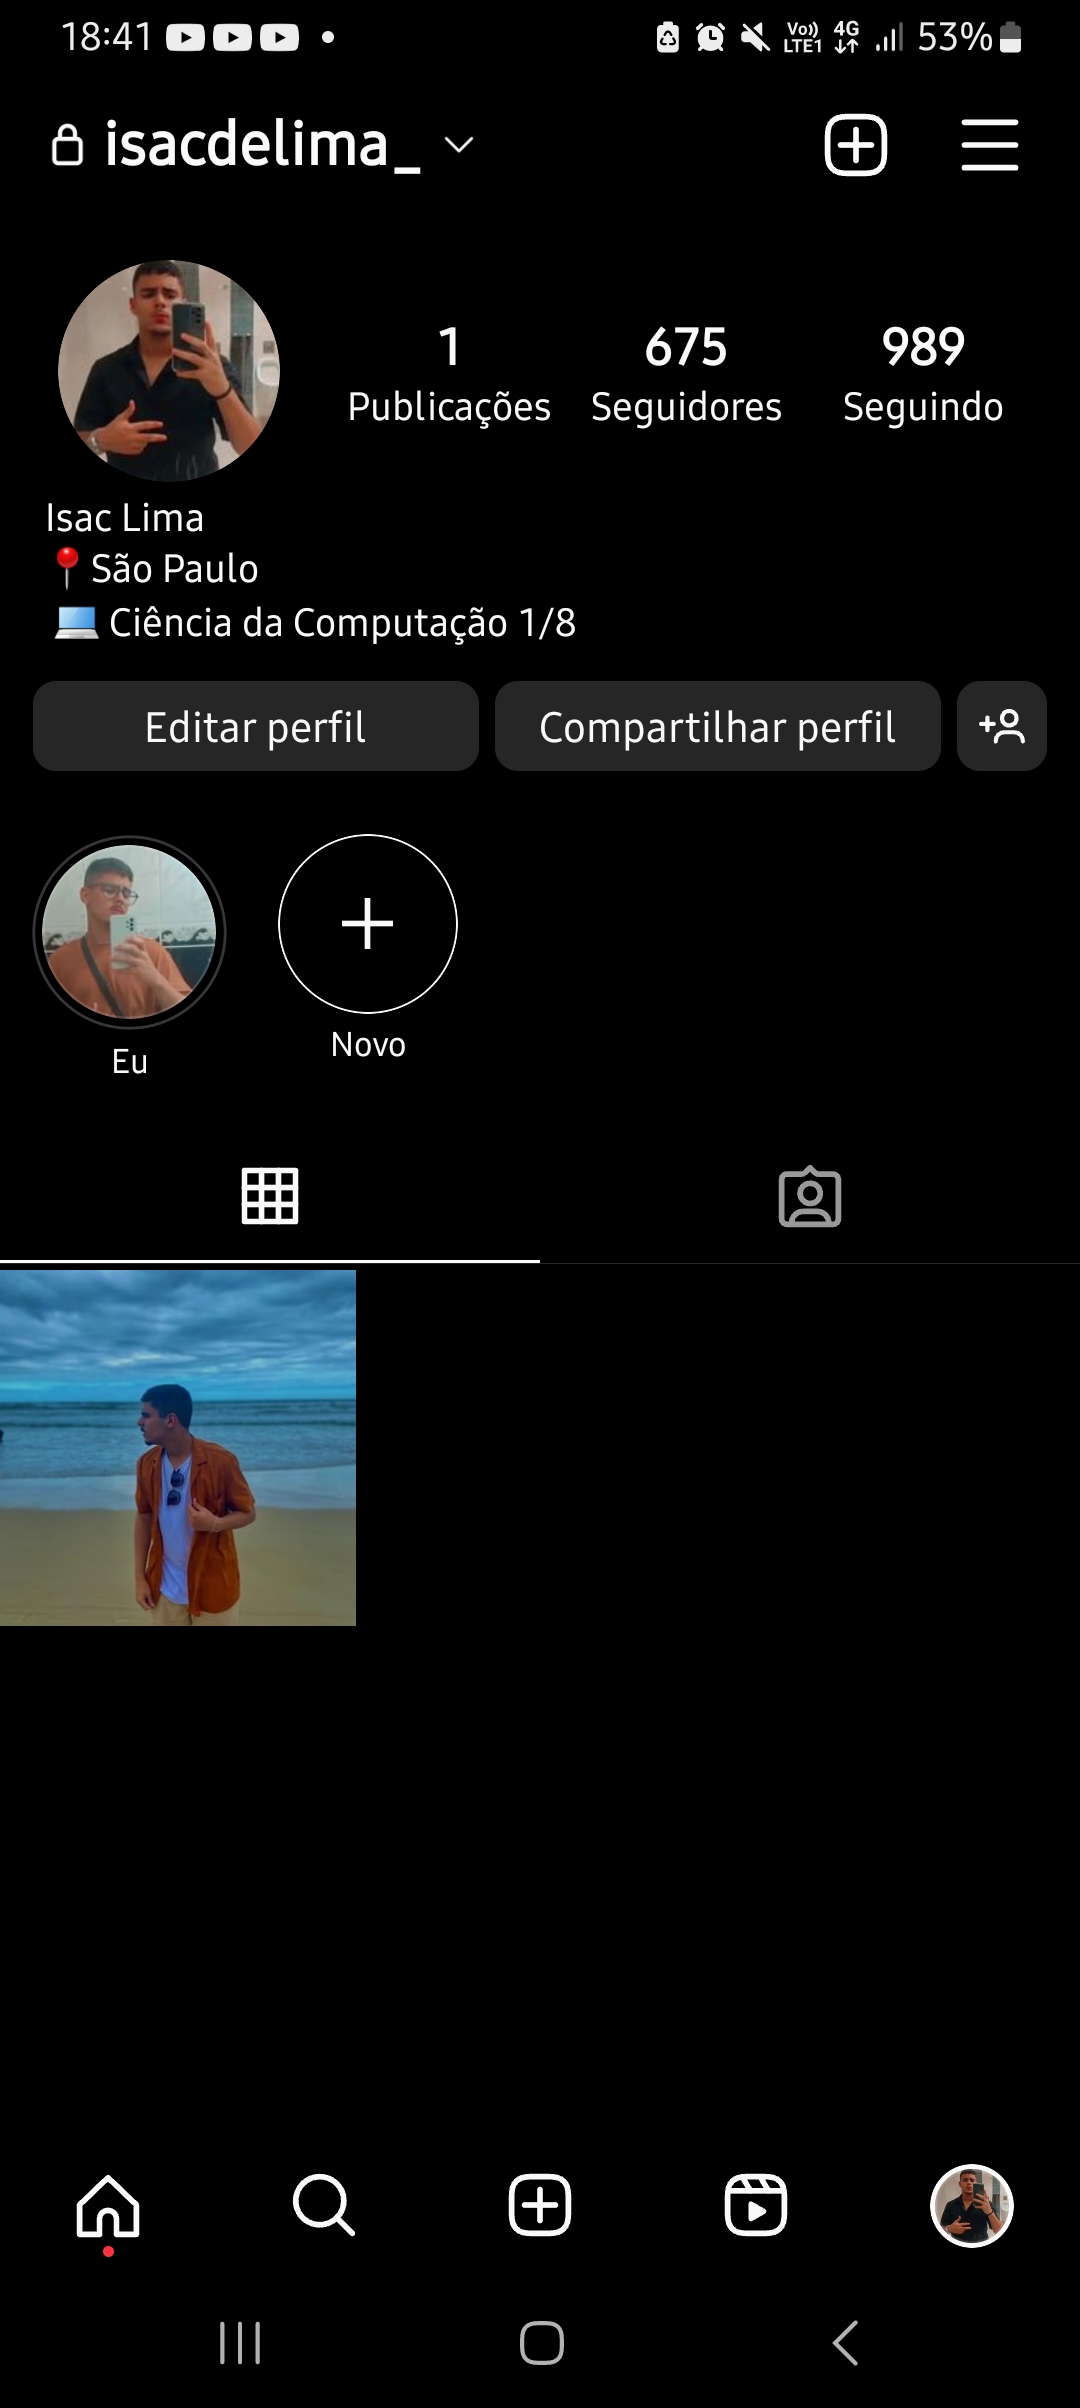 18:41
Vo)) LTE1 4G 53%
isacdelima_
1 675 989
Publicações Seguidores Seguindo
Isac Lima
São Paulo
Ciência da Computação 1/8
Editar perfil Compartilhar perfil
Eu Novo